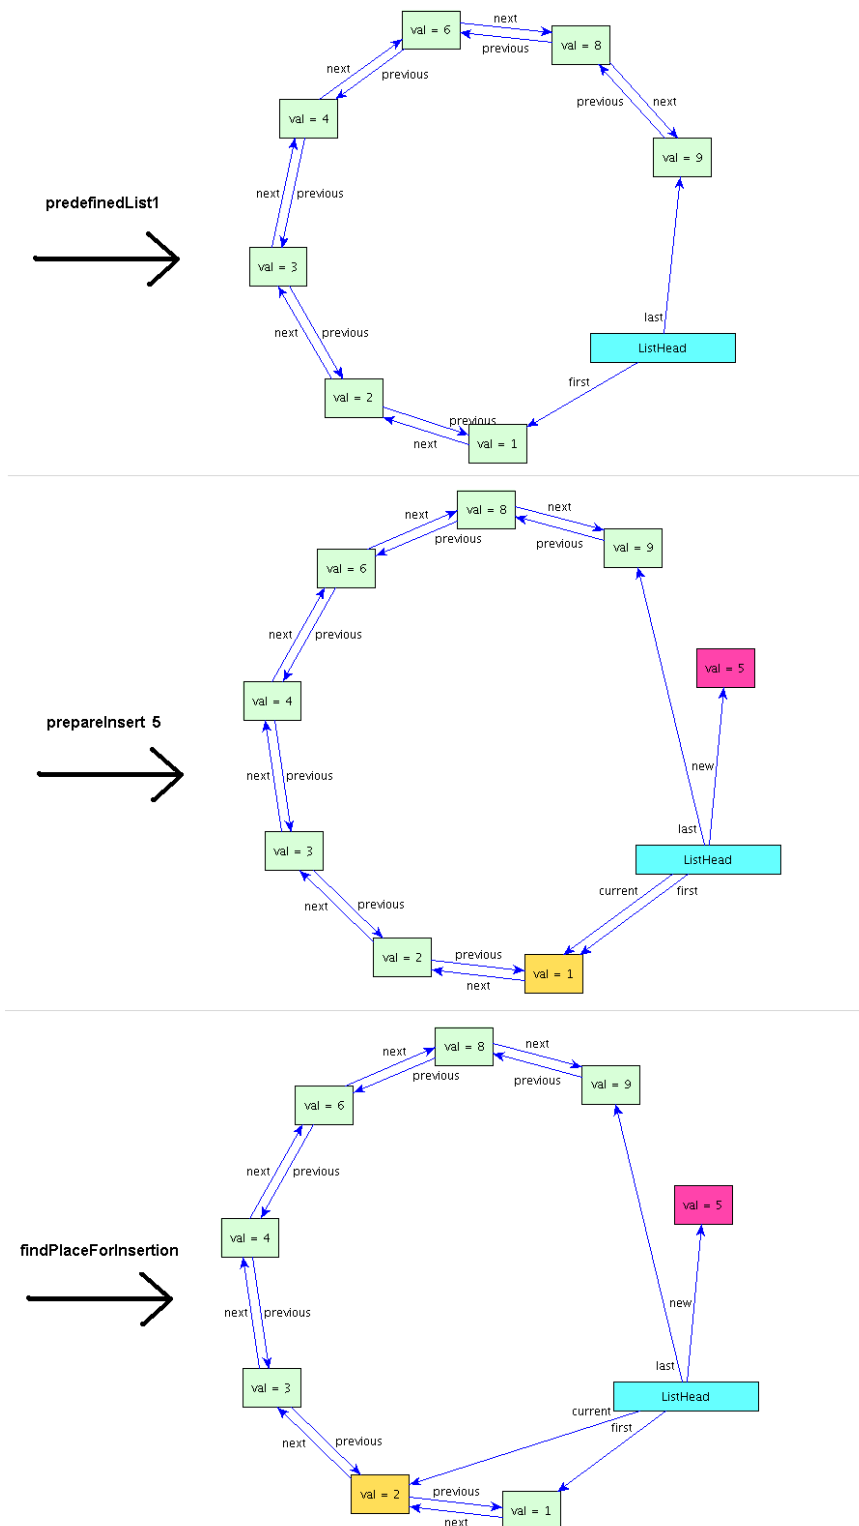 val = 6
next
val = 8
previous
next
previous
next
previous
val = 4
val = 9
next
previous
predefinedList1
val = 3
last
next
previous
ListHead
first
val = 2
previous
next
val = 1
val = 8
next
next
previous
previous
val = 9
val = 6
next
previous
val = 5
val = 4
prepareInsert 5
next
previous
new
last
val = 3
ListHead
current
first
previous
next
val = 2
previous
val = 1
next
val = 8
next
next
previous
previous
val = 9
val = 6
next
previous
val = 5
val = 4
findPlaceForInsertion
new
next
previous
last
val = 3
ListHead
current
first
previous
next
val = 2
previous
val = 1
next